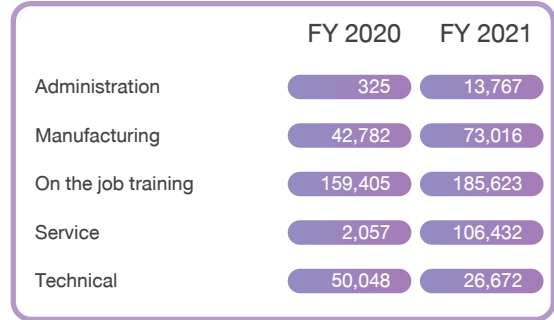 FY 2020 FY 2021
Administration 325 13,767
Manufacturing 42,782 73,016
On the job training 159,405 185,623
Service 2,057 106,432
Technical 50,048 26,672